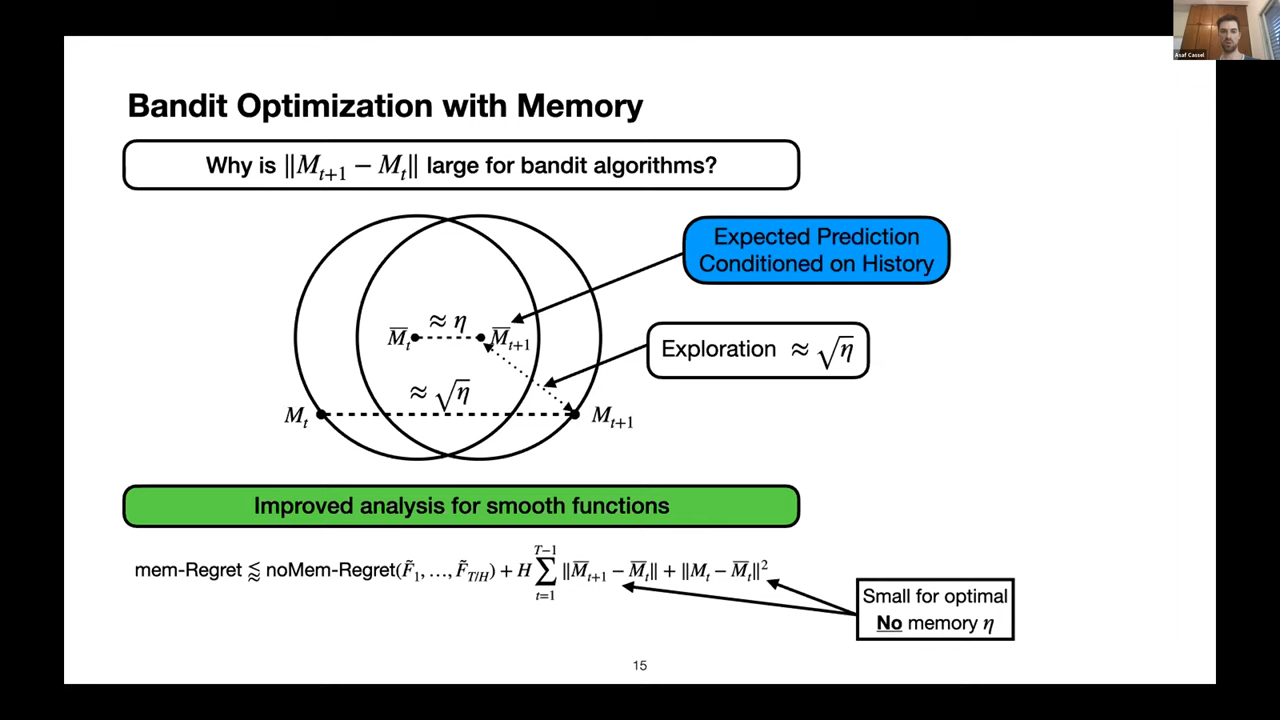 Asaf Cassel
Bandit Optimization with Memory
Why is ‖M_{t+1} − M_t‖ large for bandit algorithms?
Expected Prediction
Conditioned on History
≈ η
M̅_t
M̅_{t+1}
Exploration ≈ √η
≈ √η
M_t
M_{t+1}
Improved analysis for smooth functions
mem-Regret ⪅ noMem-Regret(F̃_1, …, F̃_{T/H}) + H ∑_{t=1}^{T−1} ‖M̅_{t+1} − M̅_t‖ + ‖M_t − M̅_t‖²
Small for optimal
No memory η
15